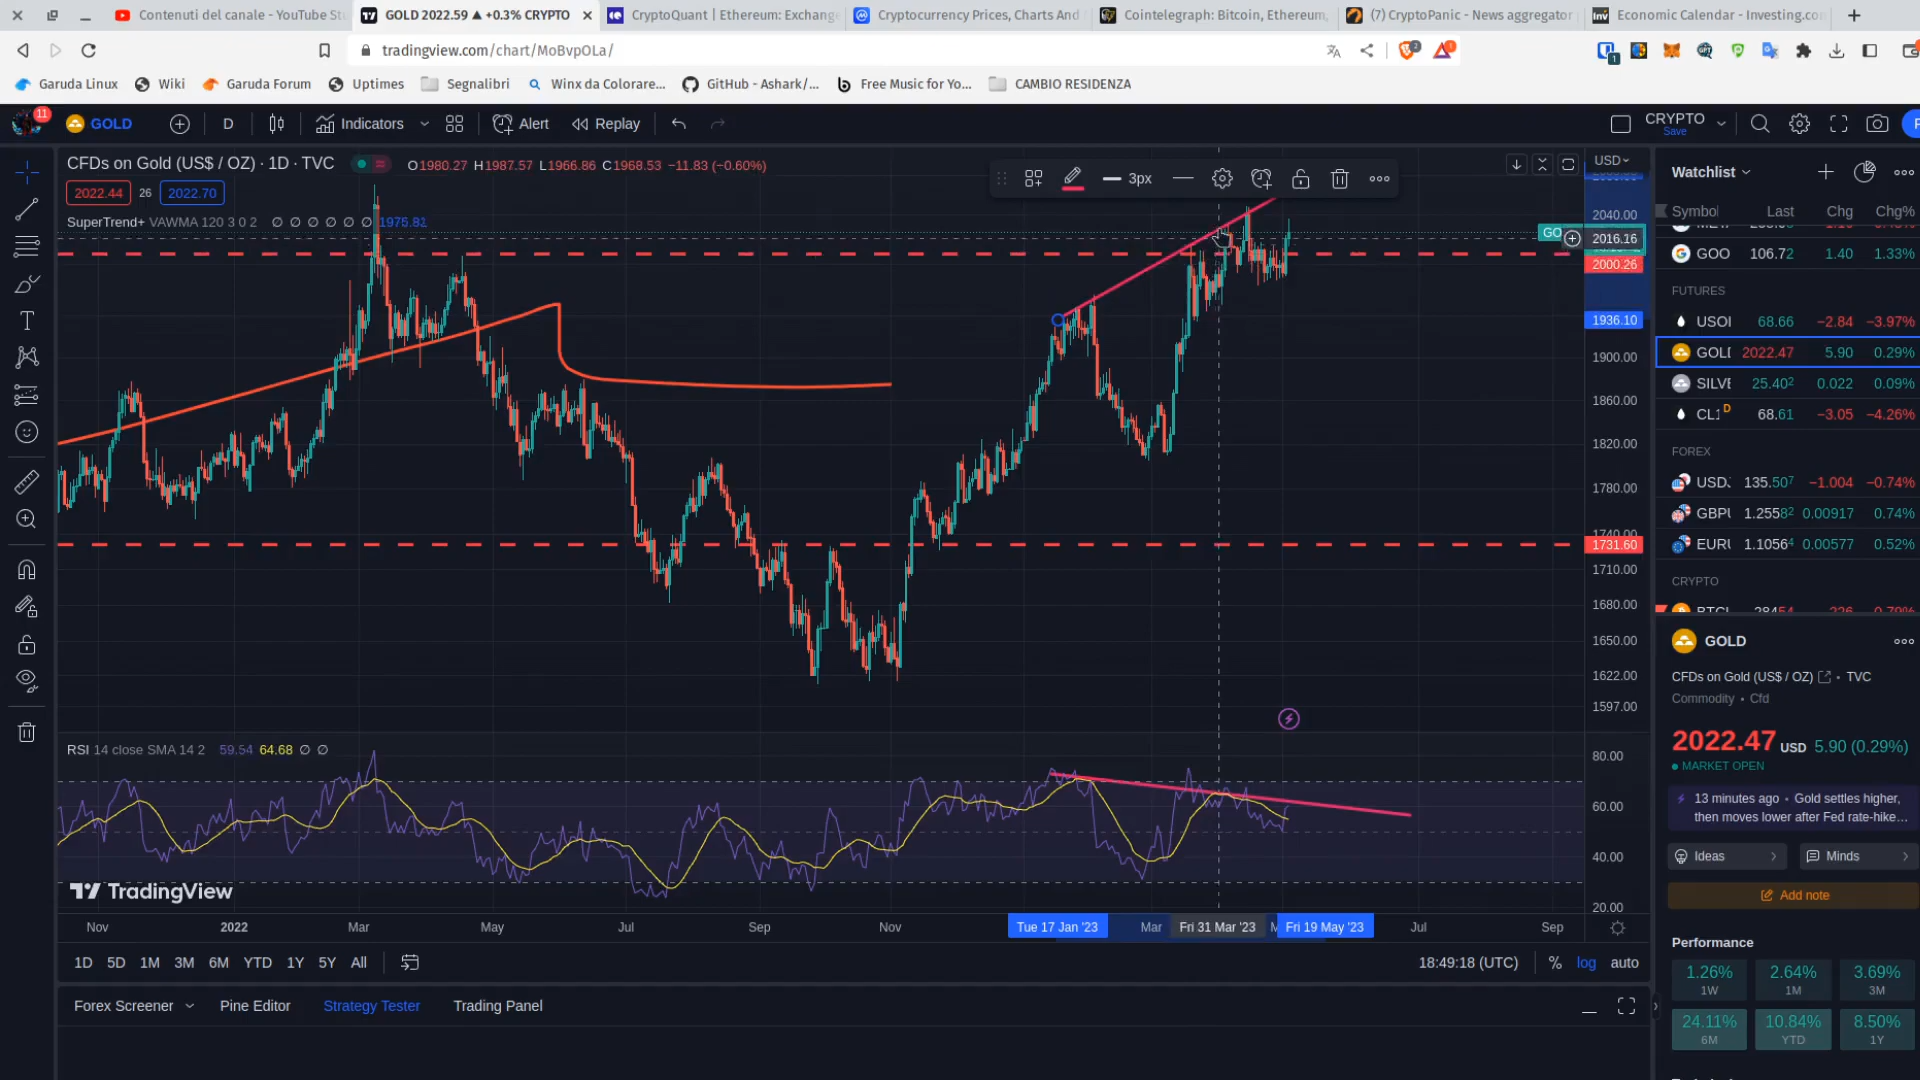 Contenuti del canale - YouTube St
GOLD 2022.59 ▲ +0.3% CRYPTO
CryptoQuant | Ethereum: Exchang
Cryptocurrency Prices, Charts And
Cointelegraph: Bitcoin, Ethereum,
(7) CryptoPanic - News aggregator
Economic Calendar - Investing.co
tradingview.com/chart/MoBvpOLa/
Garuda Linux Wiki Garuda Forum Uptimes Segnalibri Winx da Colorare... GitHub - Ashark/... Free Music for Yo... CAMBIO RESIDENZA
11
GOLD D Indicators Alert Replay
CRYPTO
Save
CFDs on Gold (US$ / OZ) · 1D · TVC
O1980.27 H1987.57 L1966.86 C1968.53 −11.83 (−0.60%)
2022.44 26 2022.70
SuperTrend+ VAWMA 120 3 0 2 ∅ ∅ ∅ ∅ ∅ ∅ 1975.81
3px
USD
2040.00
GO
2016.16
2000.26
1936.10
1900.00
1860.00
1820.00
1780.00
1740.00
1731.60
1710.00
1680.00
1650.00
1622.00
1597.00
RSI 14 close SMA 14 2 59.54 64.68 ∅ ∅
80.00
60.00
40.00
20.00
TradingView
Nov 2022 Mar May Jul Sep Nov Tue 17 Jan '23 Mar Fri 31 Mar '23 Fri 19 May '23 Jul Sep
1D 5D 1M 3M 6M YTD 1Y 5Y All
18:49:18 (UTC) % log auto
Forex Screener Pine Editor Strategy Tester Trading Panel
Watchlist
Symbol Last Chg Chg%
GOO 106.72 1.40 1.33%
FUTURES
USOI 68.66 −2.84 −3.97%
GOLD 2022.47 5.90 0.29%
SILVE 25.402 0.022 0.09%
CL1 D 68.61 −3.05 −4.26%
FOREX
USDJ 135.507 −1.004 −0.74%
GBPU 1.25582 0.00917 0.74%
EURU 1.10564 0.00577 0.52%
CRYPTO
GOLD
CFDs on Gold (US$ / OZ) • TVC
Commodity • Cfd
2022.47 USD 5.90 (0.29%)
MARKET OPEN
13 minutes ago • Gold settles higher,
then moves lower after Fed rate-hike...
Ideas Minds
Add note
Performance
1.26% 2.64% 3.69%
1W 1M 3M
24.11% 10.84% 8.50%
6M YTD 1Y